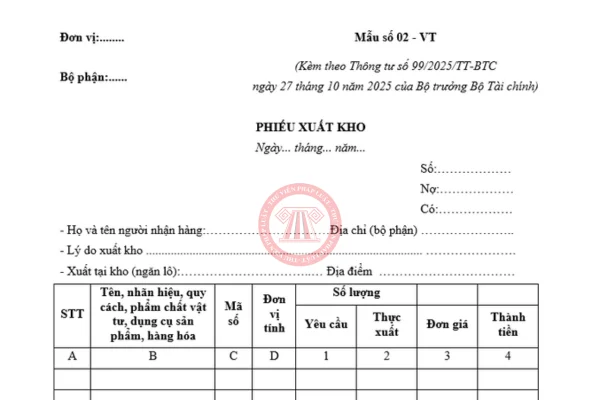 Đơn vị:........
Mẫu số 02 - VT
Bộ phận:......
(Kèm theo Thông tư số 99/2025/TT-BTC
ngày 27 tháng 10 năm 2025 của Bộ trưởng Bộ Tài chính)
PHIẾU XUẤT KHO
Ngày... tháng... năm...
Số:………………
Nợ:………………
Có:………………
- Họ và tên người nhận hàng:…………………… Địa chỉ (bộ phận) ……………………
- Lý do xuất kho ......................................................................
- Xuất tại kho (ngăn lô):…………………… Địa điểm ……………………
STT Tên, nhãn hiệu, quy cách, phẩm chất vật tư, dụng cụ sản phẩm, hàng hóa Mã số Đơn vị tính Số lượng
Yêu cầu Thực xuất Đơn giá Thành tiền
A B C D 1 2 3 4